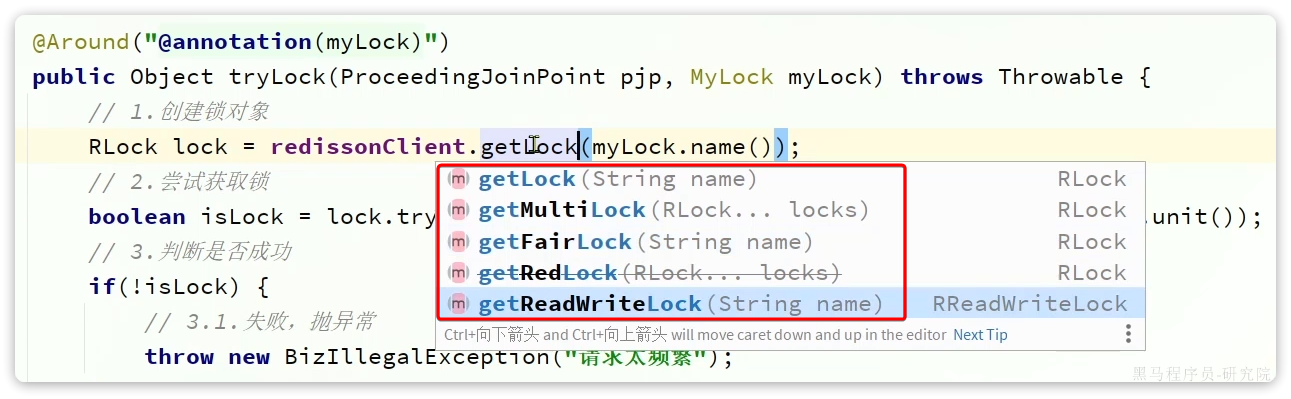 @Around("@annotation(myLock)")
public Object tryLock(ProceedingJoinPoint pjp, MyLock myLock) throws Throwable {
// 1.创建锁对象
RLock lock = redissonClient.getLock(myLock.name());
getLock(String name) RLock
// 2.尝试获取锁
getMultiLock(RLock... locks) RLock
boolean isLock = lock.try .unit());
getFairLock(String name) RLock
// 3.判断是否成功
getRedLock(RLock... locks) RLock
if(!isLock) {
getReadWriteLock(String name) RReadWriteLock
// 3.1.失败，抛异常
Ctrl+向下箭头 and Ctrl+向上箭头 will move caret down and up in the editor Next Tip
throw new BizIllegalException("请求太频繁");
黑马程序员-研究院